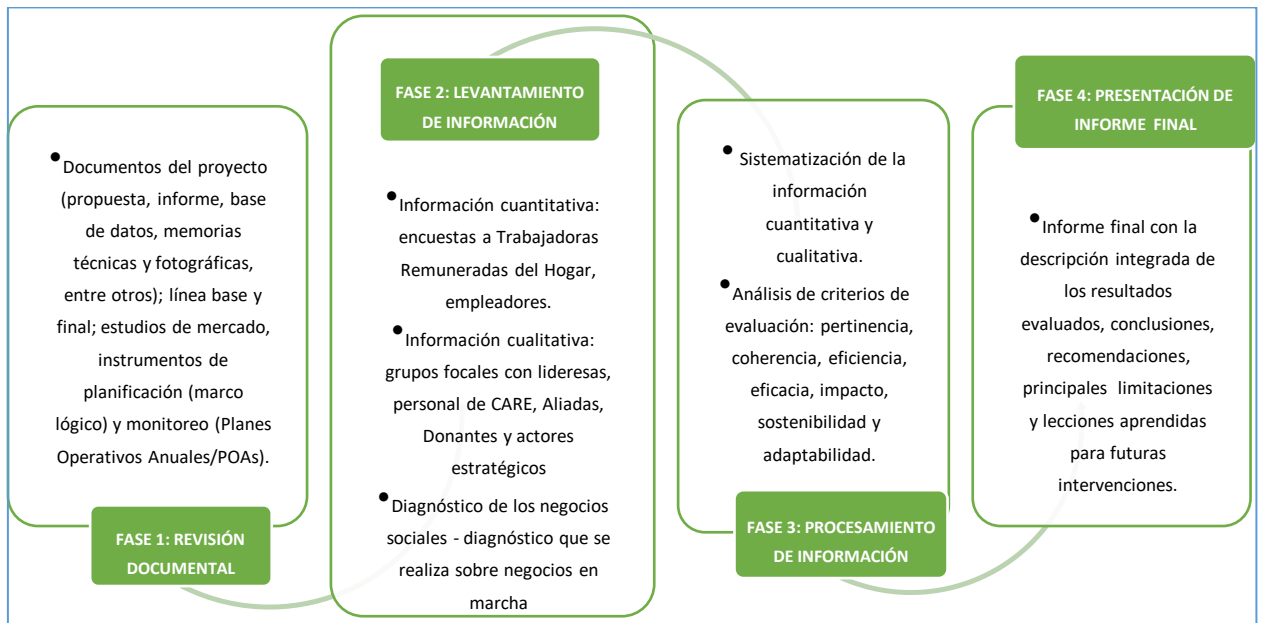 • Documentos del proyecto
(propuesta, informe, base
de datos, memorias
técnicas y fotográficas,
entre otros); línea base y
final; estudios de mercado,
instrumentos de
planificación (marco
lógico) y monitoreo (Planes
Operativos Anuales/POAs).
FASE 1: REVISIÓN
DOCUMENTAL
FASE 2: LEVANTAMIENTO
DE INFORMACIÓN
• Información cuantitativa:
encuestas a Trabajadoras
Remuneradas del Hogar,
empleadores.
• Información cualitativa:
grupos focales con lideresas,
personal de CARE, Aliadas,
Donantes y actores
estratégicos
• Diagnóstico de los negocios
sociales - diagnóstico que se
realiza sobre negocios en
marcha
• Sistematización de la
información
cuantitativa y
cualitativa.
• Análisis de criterios de
evaluación: pertinencia,
coherencia, eficiencia,
eficacia, impacto,
sostenibilidad y
adaptabilidad.
FASE 3: PROCESAMIENTO
DE INFORMACIÓN
FASE 4: PRESENTACIÓN DE
INFORME FINAL
• Informe final con la
descripción integrada de
los resultados
evaluados, conclusiones,
recomendaciones,
principales limitaciones
y lecciones aprendidas
para futuras
intervenciones.